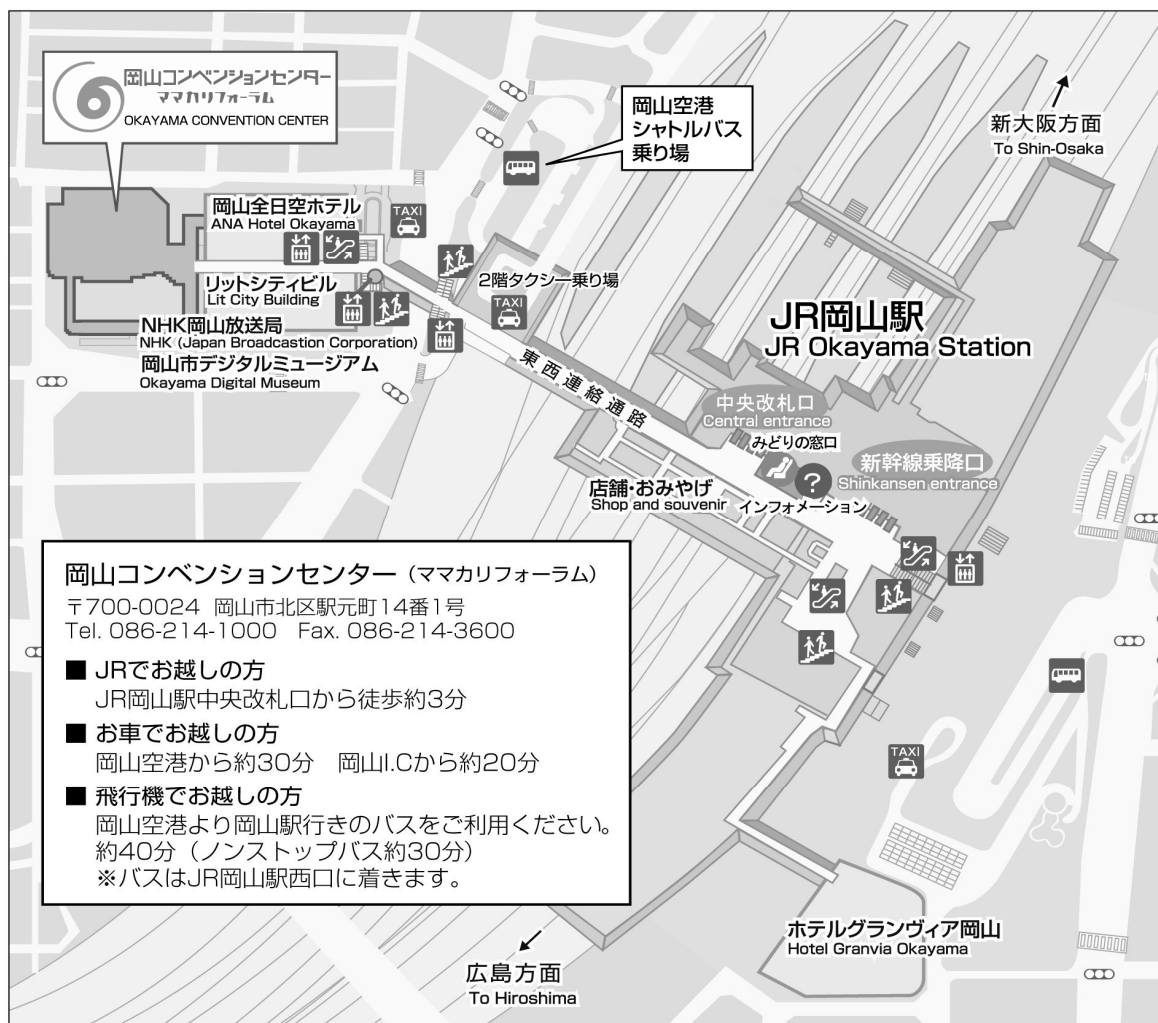 岡山コンベンションセンター
ママカリフォーラム
OKAYAMA CONVENTION CENTER
岡山空港
シャトルバス
乗り場
新大阪方面
To Shin-Osaka
岡山全日空ホテル
ANA Hotel Okayama
TAXI
リットシティビル
Lit City Building
2階タクシー乗り場
TAXI
NHK岡山放送局
NHK (Japan Broadcastion Corporation)
岡山市デジタルミュージアム
Okayama Digital Museum
JR岡山駅
JR Okayama Station
東西連絡通路
中央改札口
Central entrance
みどりの窓口
新幹線乗降口
Shinkansen entrance
?
店舗・おみやげ
Shop and souvenir
インフォメーション
岡山コンベンションセンター（ママカリフォーラム）
〒700-0024 岡山市北区駅元町14番1号
Tel. 086-214-1000 Fax. 086-214-3600
■ JRでお越しの方
JR岡山駅中央改札口から徒歩約3分
■ お車でお越しの方
岡山空港から約30分 岡山I.Cから約20分
■ 飛行機でお越しの方
岡山空港より岡山駅行きのバスをご利用ください。
約40分（ノンストップバス約30分）
※バスはJR岡山駅西口に着きます。
TAXI
ホテルグランヴィア岡山
Hotel Granvia Okayama
広島方面
To Hiroshima